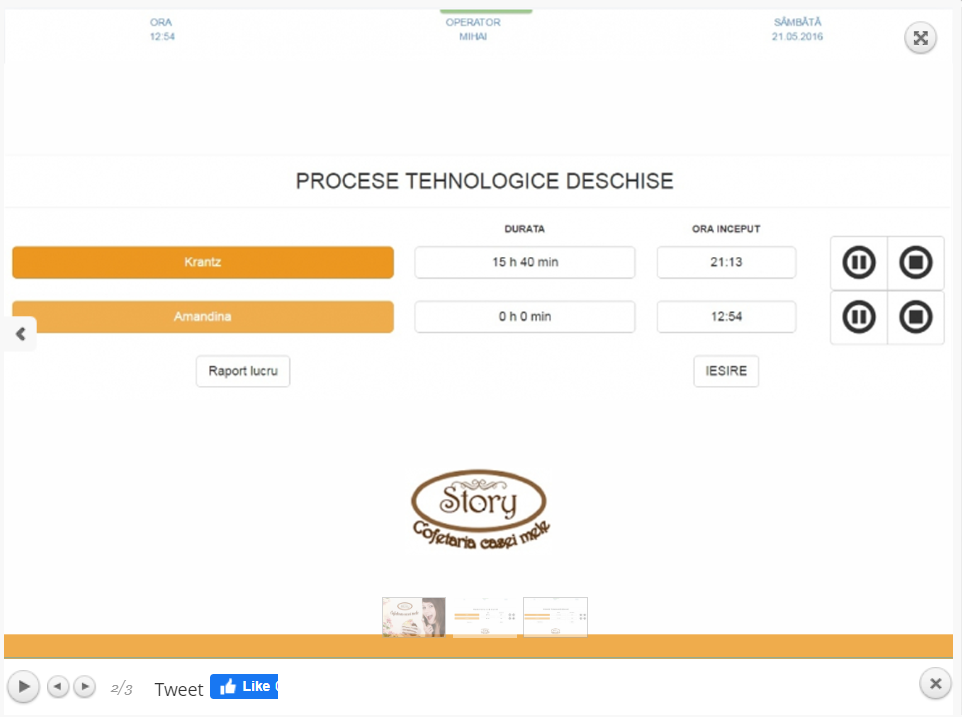 ORA
OPERATOR
SÂMBĂTĂ
12:54
MIHAI
21.05.2016
PROCESE TEHNOLOGICE DESCHISE
DURATA
ORA INCEPUT
Krantz
15 h 40 min
21:13
Amandina
0 h 0 min
12:54
Raport lucru
IESIRE
Story
Cofetaria casei mele
2/3
Tweet
Like